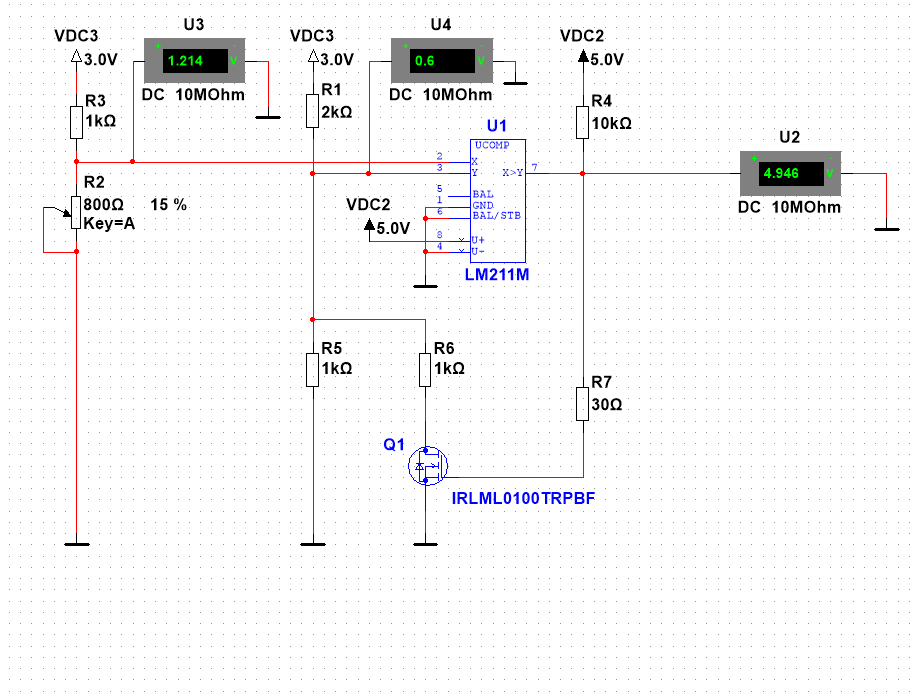 U3
U4
VDC3
VDC3
VDC2
3.0V
1.214
V
3.0V
0.6
V
5.0V
DC 10MOhm
DC 10MOhm
R3
1kΩ
R1
2kΩ
R4
10kΩ
U1
U2
UCOMP
2
X
3
Y
X>Y
7
4.946
V
DC 10MOhm
R2
800Ω
15 %
Key=A
5
BAL
1
GND
6
BAL/STB
VDC2
5.0V
8
U+
4
U-
LM211M
R5
1kΩ
R6
1kΩ
R7
30Ω
Q1
IRLML0100TRPBF